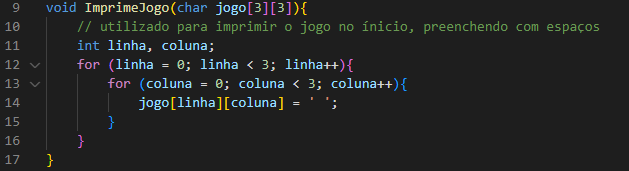 9 void ImprimeJogo(char jogo[3][3]){
10 // utilizado para imprimir o jogo no ínicio, preenchendo com espaços
11 int linha, coluna;
12 for (linha = 0; linha < 3; linha++){
13 for (coluna = 0; coluna < 3; coluna++){
14 jogo[linha][coluna] = ' ';
15 }
16 }
17 }